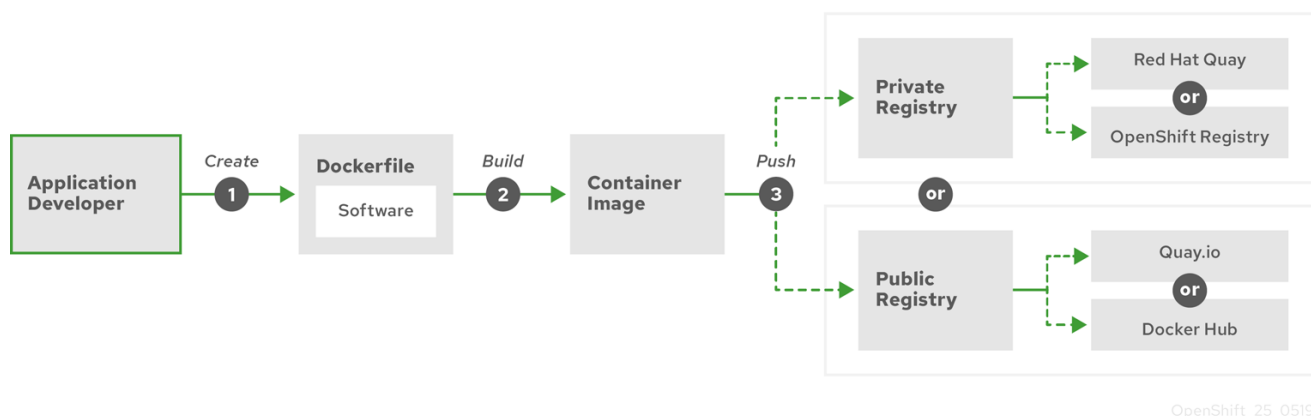 Application
Developer
Create
1
Dockerfile
Software
Build
2
Container
Image
Push
3
Private
Registry
Red Hat Quay
or
OpenShift Registry
or
Public
Registry
Quay.io
or
Docker Hub
OpenShift_25_0519